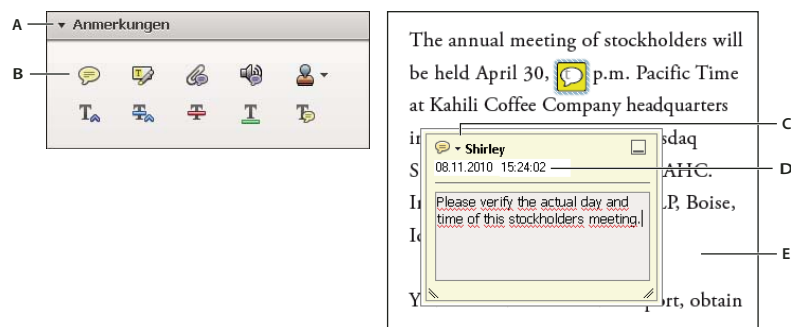 A
Anmerkungen
B
The annual meeting of stockholders will
be held April 30, p.m. Pacific Time
at Kahili Coffee Company headquarters
C
Shirley
sdaq
08.11.2010 15:24:02
D
S AHC.
Please verify the actual day and
time of this stockholders meeting.
LP, Boise,
E
Y ort, obtain